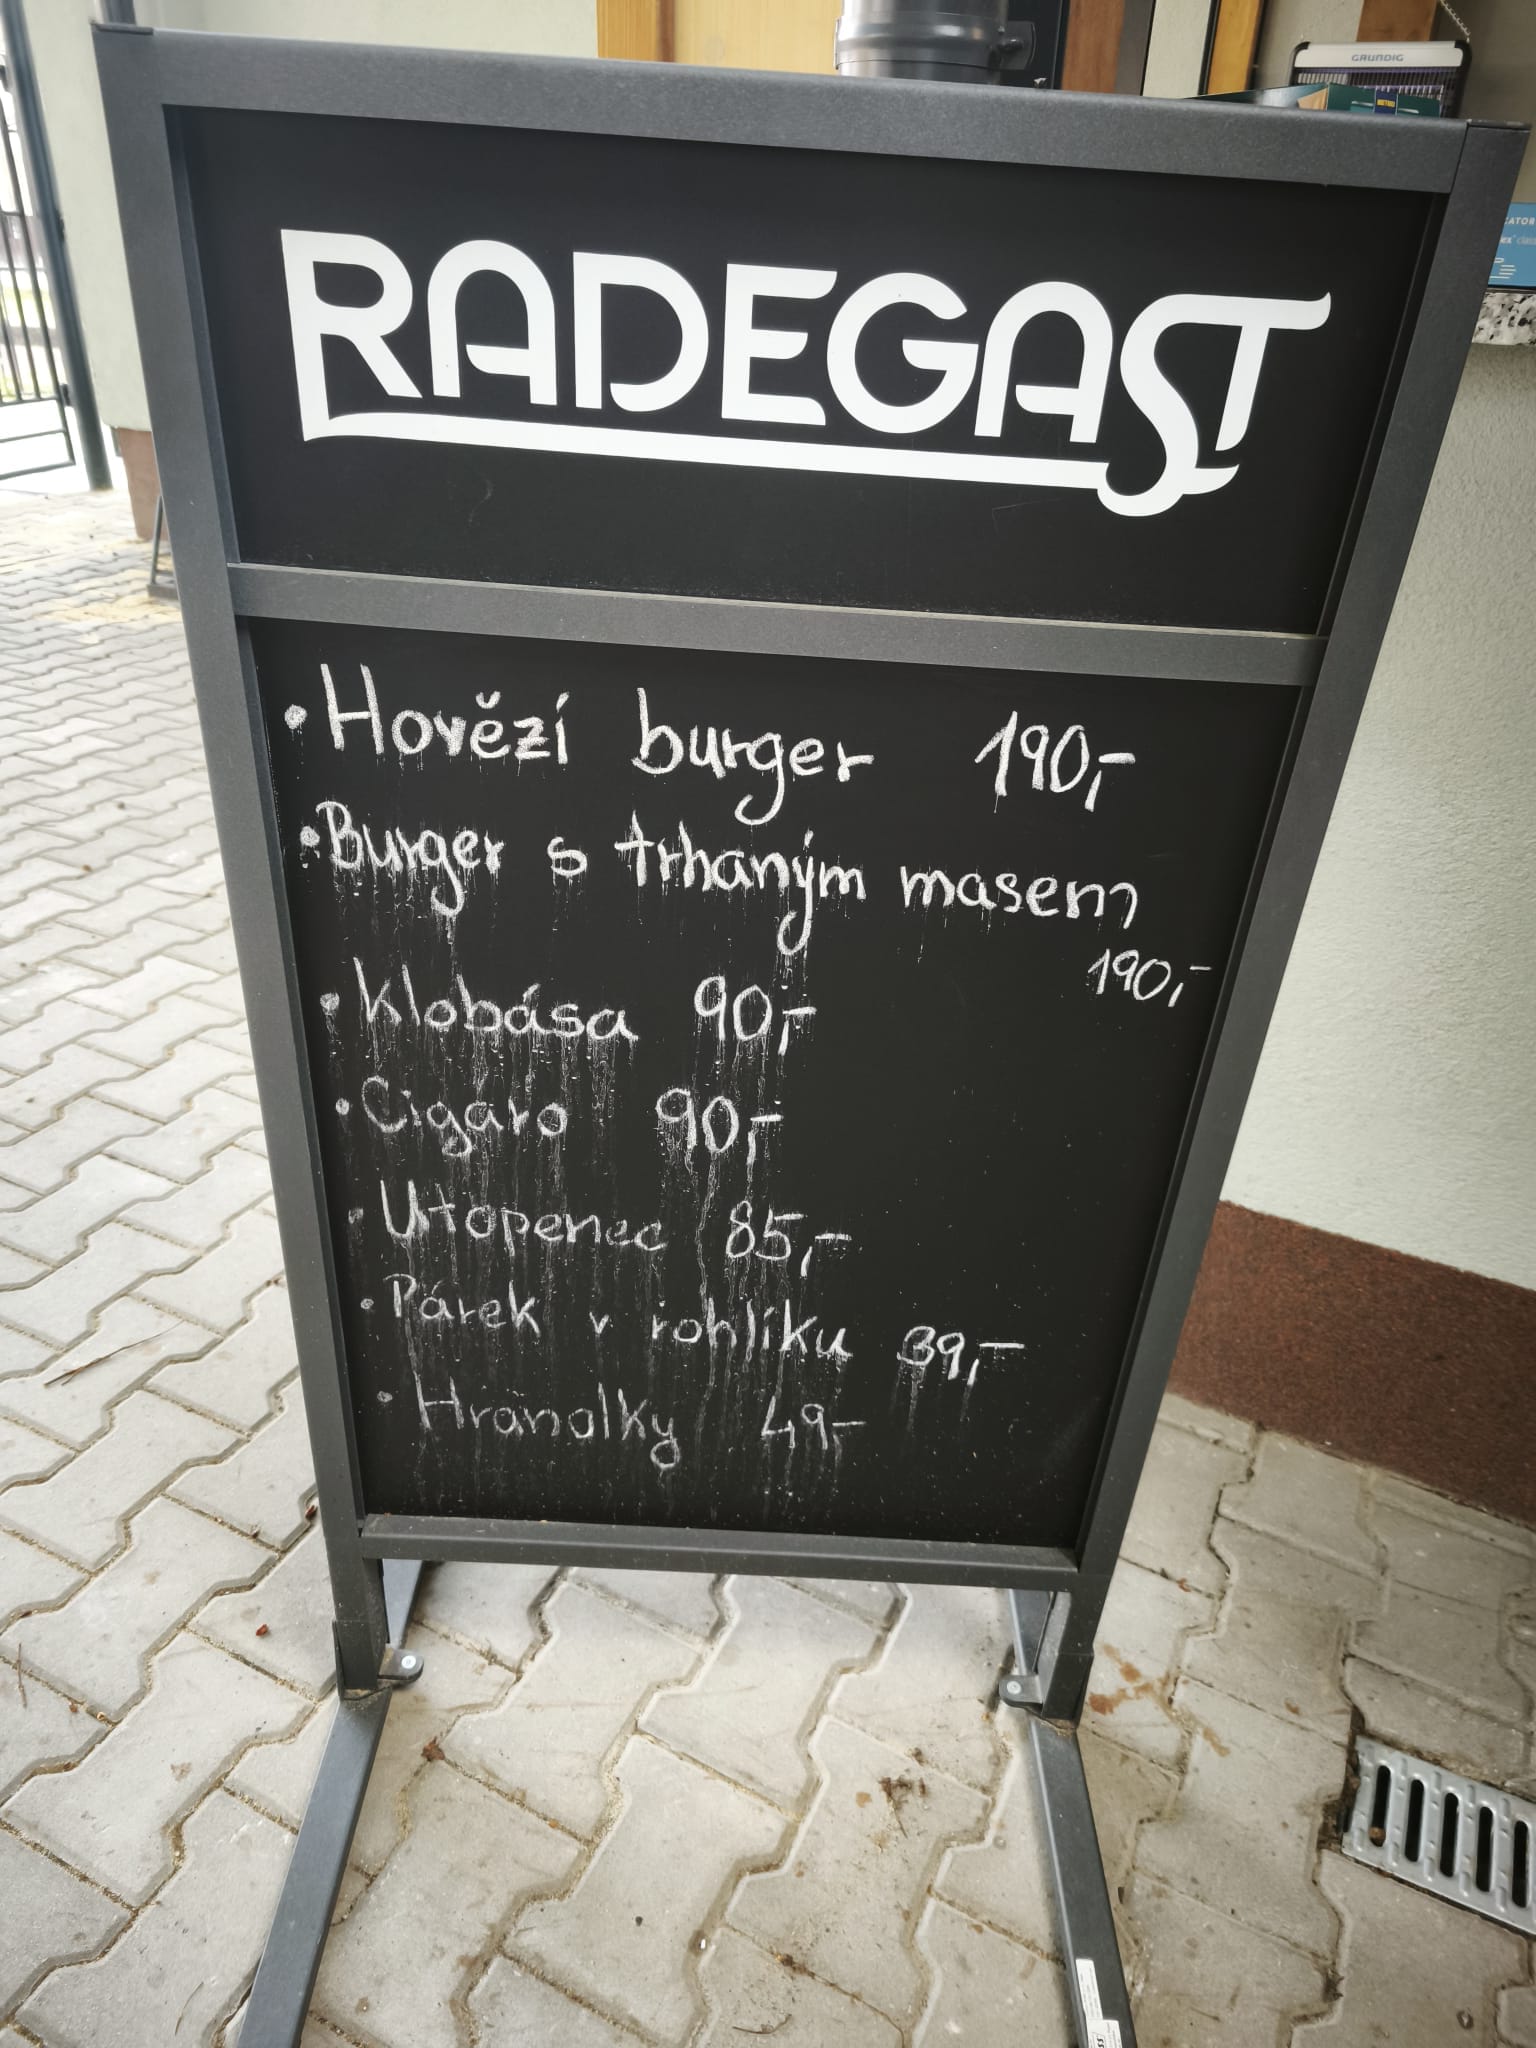 GRUNDIG
RADEGAST
• Hovězí burger 190,-
• Burger s trhaným masem
190,-
• Klobása 90,-
• Cigáro 90,-
• Utopenec 85,-
• Párek v rohlíku 39,-
• Hranolky 49,-